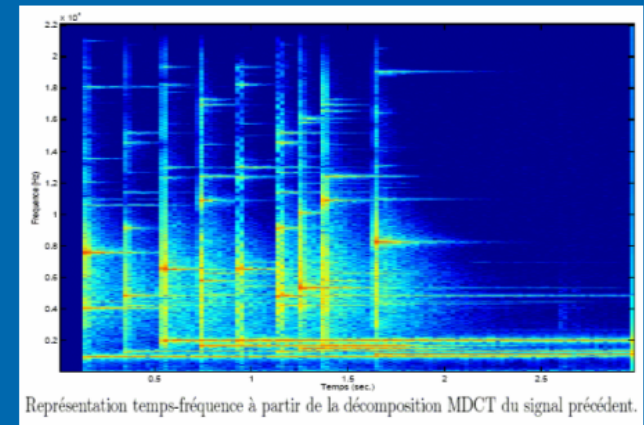 2.2 x 10⁴
2
1.8
1.6
1.4
1.2
1
0.8
0.6
0.4
0.2
Frequence (Hz)
0.5 1 1.5 2 2.5
Temps (sec.)
Représentation temps-fréquence à partir de la décomposition MDCT du signal précédent.